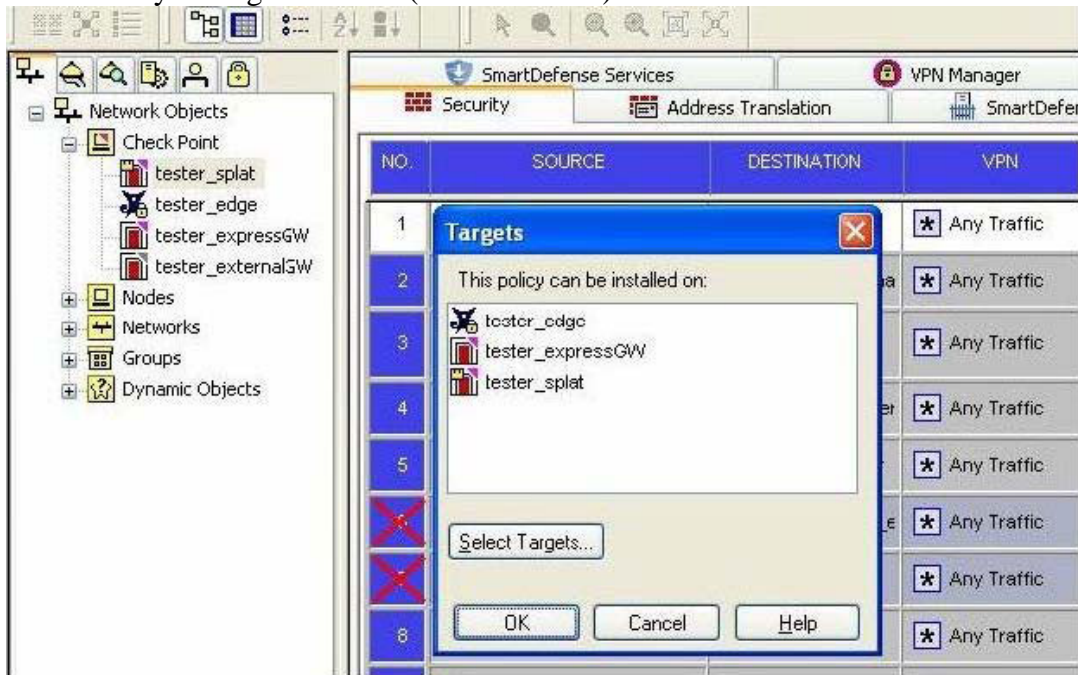 SmartDefense Services
VPN Manager
Security
Address Translation
SmartDefen
Network Objects
Check Point
tester_splat
tester_edge
tester_expressGW
tester_externalGW
Nodes
Networks
Groups
Dynamic Objects
NO.
SOURCE
DESTINATION
VPN
1
Any Traffic
2
Any Traffic
3
Any Traffic
4
Any Traffic
5
Any Traffic
Any Traffic
Any Traffic
8
Any Traffic
Targets
This policy can be installed on:
tester_edge
tester_expressGW
tester_splat
Select Targets...
OK
Cancel
Help